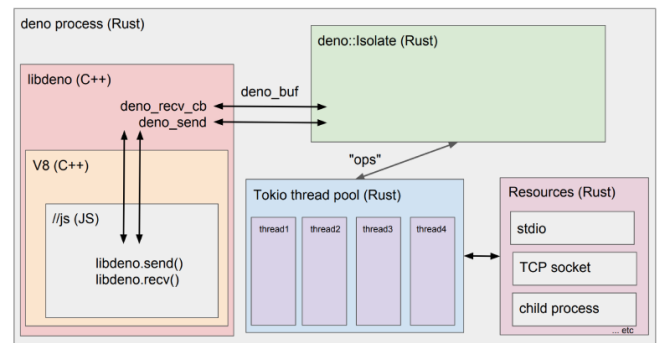 deno process (Rust)
deno::Isolate (Rust)
libdeno (C++)
deno_buf
deno_recv_cb
deno_send
"ops"
V8 (C++)
//js (JS)
libdeno.send()
libdeno.recv()
Tokio thread pool (Rust)
thread1
thread2
thread3
thread4
Resources (Rust)
stdio
TCP socket
child process
... etc